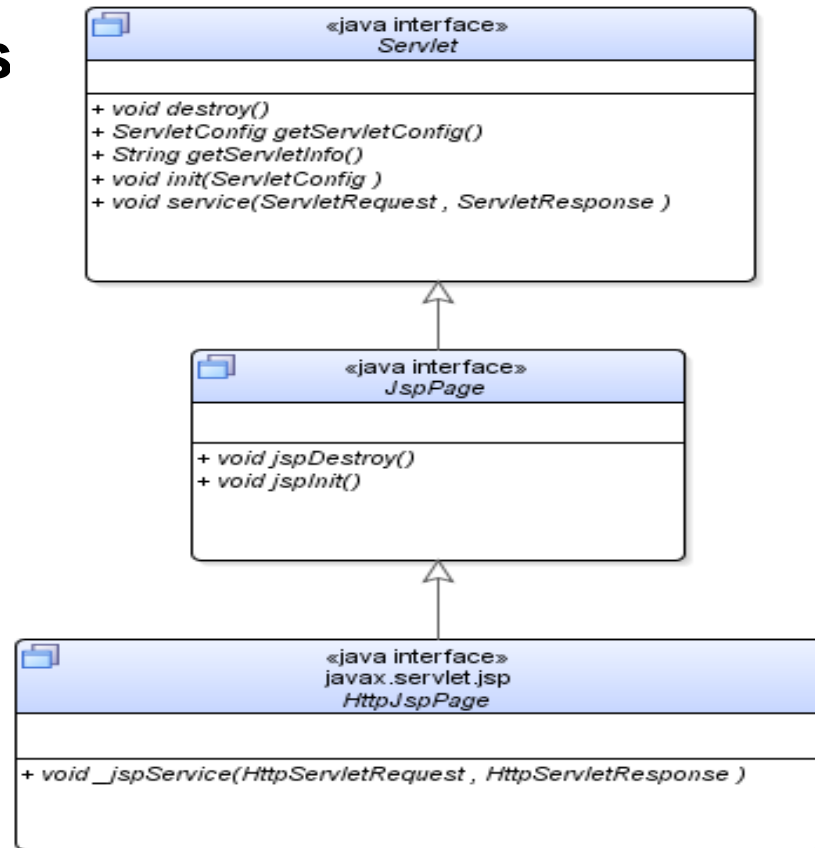 s
«java interface»
Servlet
+ void destroy()
+ ServletConfig getServletConfig()
+ String getServletInfo()
+ void init(ServletConfig )
+ void service(ServletRequest , ServletResponse )
«java interface»
JspPage
+ void jspDestroy()
+ void jspInit()
«java interface»
javax.servlet.jsp
HttpJspPage
+ void _jspService(HttpServletRequest , HttpServletResponse )